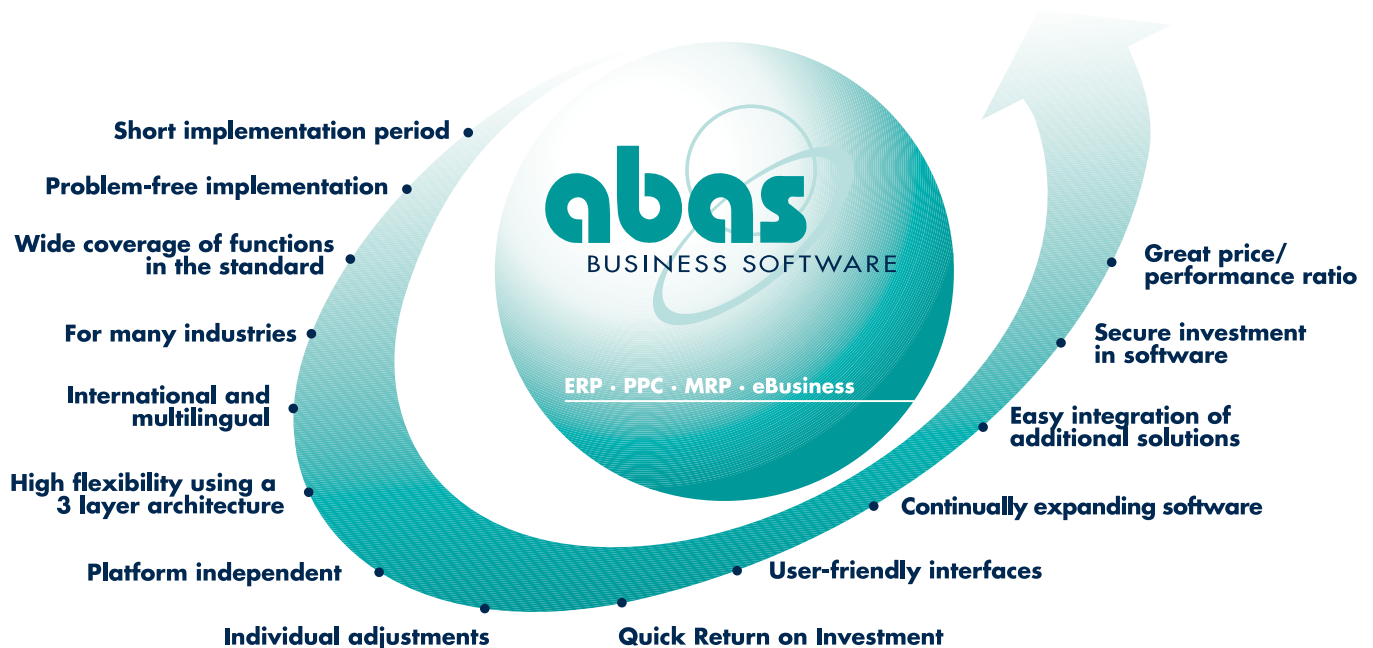 abas
BUSINESS SOFTWARE
ERP · PPC · MRP · eBusiness
Short implementation period
Problem-free implementation
Wide coverage of functions
in the standard
For many industries
International and
multilingual
High flexibility using a
3 layer architecture
Platform independent
Individual adjustments
Quick Return on Investment
User-friendly interfaces
Continually expanding software
Easy integration of
additional solutions
Secure investment
in software
Great price/
performance ratio